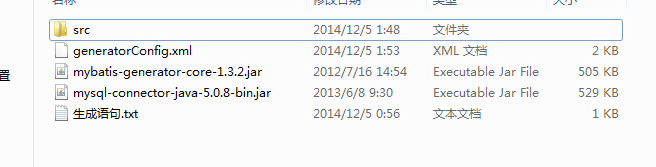 名称 修改日期 类型 大小
src 2014/12/5 1:48 文件夹
generatorConfig.xml 2014/12/5 1:53 XML 文档 2 KB
mybatis-generator-core-1.3.2.jar 2012/7/16 14:54 Executable Jar File 505 KB
置
mysql-connector-java-5.0.8-bin.jar 2013/6/8 9:30 Executable Jar File 529 KB
生成语句.txt 2014/12/5 0:56 文本文档 1 KB